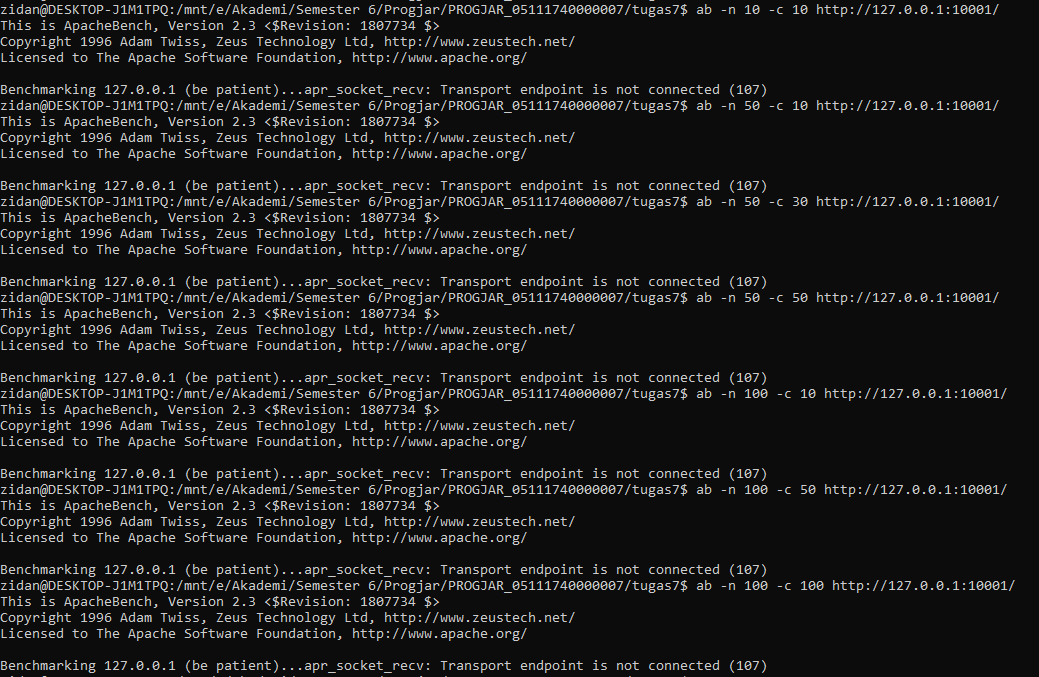 zidan@DESKTOP-J1M1TPQ:/mnt/e/Akademi/Semester 6/Progjar/PROGJAR_05111740000007/tugas7$ ab -n 10 -c 10 http://127.0.0.1:10001/
This is ApacheBench, Version 2.3 <$Revision: 1807734 $>
Copyright 1996 Adam Twiss, Zeus Technology Ltd, http://www.zeustech.net/
Licensed to The Apache Software Foundation, http://www.apache.org/

Benchmarking 127.0.0.1 (be patient)...apr_socket_recv: Transport endpoint is not connected (107)
zidan@DESKTOP-J1M1TPQ:/mnt/e/Akademi/Semester 6/Progjar/PROGJAR_05111740000007/tugas7$ ab -n 50 -c 10 http://127.0.0.1:10001/
This is ApacheBench, Version 2.3 <$Revision: 1807734 $>
Copyright 1996 Adam Twiss, Zeus Technology Ltd, http://www.zeustech.net/
Licensed to The Apache Software Foundation, http://www.apache.org/

Benchmarking 127.0.0.1 (be patient)...apr_socket_recv: Transport endpoint is not connected (107)
zidan@DESKTOP-J1M1TPQ:/mnt/e/Akademi/Semester 6/Progjar/PROGJAR_05111740000007/tugas7$ ab -n 50 -c 30 http://127.0.0.1:10001/
This is ApacheBench, Version 2.3 <$Revision: 1807734 $>
Copyright 1996 Adam Twiss, Zeus Technology Ltd, http://www.zeustech.net/
Licensed to The Apache Software Foundation, http://www.apache.org/

Benchmarking 127.0.0.1 (be patient)...apr_socket_recv: Transport endpoint is not connected (107)
zidan@DESKTOP-J1M1TPQ:/mnt/e/Akademi/Semester 6/Progjar/PROGJAR_05111740000007/tugas7$ ab -n 50 -c 50 http://127.0.0.1:10001/
This is ApacheBench, Version 2.3 <$Revision: 1807734 $>
Copyright 1996 Adam Twiss, Zeus Technology Ltd, http://www.zeustech.net/
Licensed to The Apache Software Foundation, http://www.apache.org/

Benchmarking 127.0.0.1 (be patient)...apr_socket_recv: Transport endpoint is not connected (107)
zidan@DESKTOP-J1M1TPQ:/mnt/e/Akademi/Semester 6/Progjar/PROGJAR_05111740000007/tugas7$ ab -n 100 -c 10 http://127.0.0.1:10001/
This is ApacheBench, Version 2.3 <$Revision: 1807734 $>
Copyright 1996 Adam Twiss, Zeus Technology Ltd, http://www.zeustech.net/
Licensed to The Apache Software Foundation, http://www.apache.org/

Benchmarking 127.0.0.1 (be patient)...apr_socket_recv: Transport endpoint is not connected (107)
zidan@DESKTOP-J1M1TPQ:/mnt/e/Akademi/Semester 6/Progjar/PROGJAR_05111740000007/tugas7$ ab -n 100 -c 50 http://127.0.0.1:10001/
This is ApacheBench, Version 2.3 <$Revision: 1807734 $>
Copyright 1996 Adam Twiss, Zeus Technology Ltd, http://www.zeustech.net/
Licensed to The Apache Software Foundation, http://www.apache.org/

Benchmarking 127.0.0.1 (be patient)...apr_socket_recv: Transport endpoint is not connected (107)
zidan@DESKTOP-J1M1TPQ:/mnt/e/Akademi/Semester 6/Progjar/PROGJAR_05111740000007/tugas7$ ab -n 100 -c 100 http://127.0.0.1:10001/
This is ApacheBench, Version 2.3 <$Revision: 1807734 $>
Copyright 1996 Adam Twiss, Zeus Technology Ltd, http://www.zeustech.net/
Licensed to The Apache Software Foundation, http://www.apache.org/

Benchmarking 127.0.0.1 (be patient)...apr_socket_recv: Transport endpoint is not connected (107)